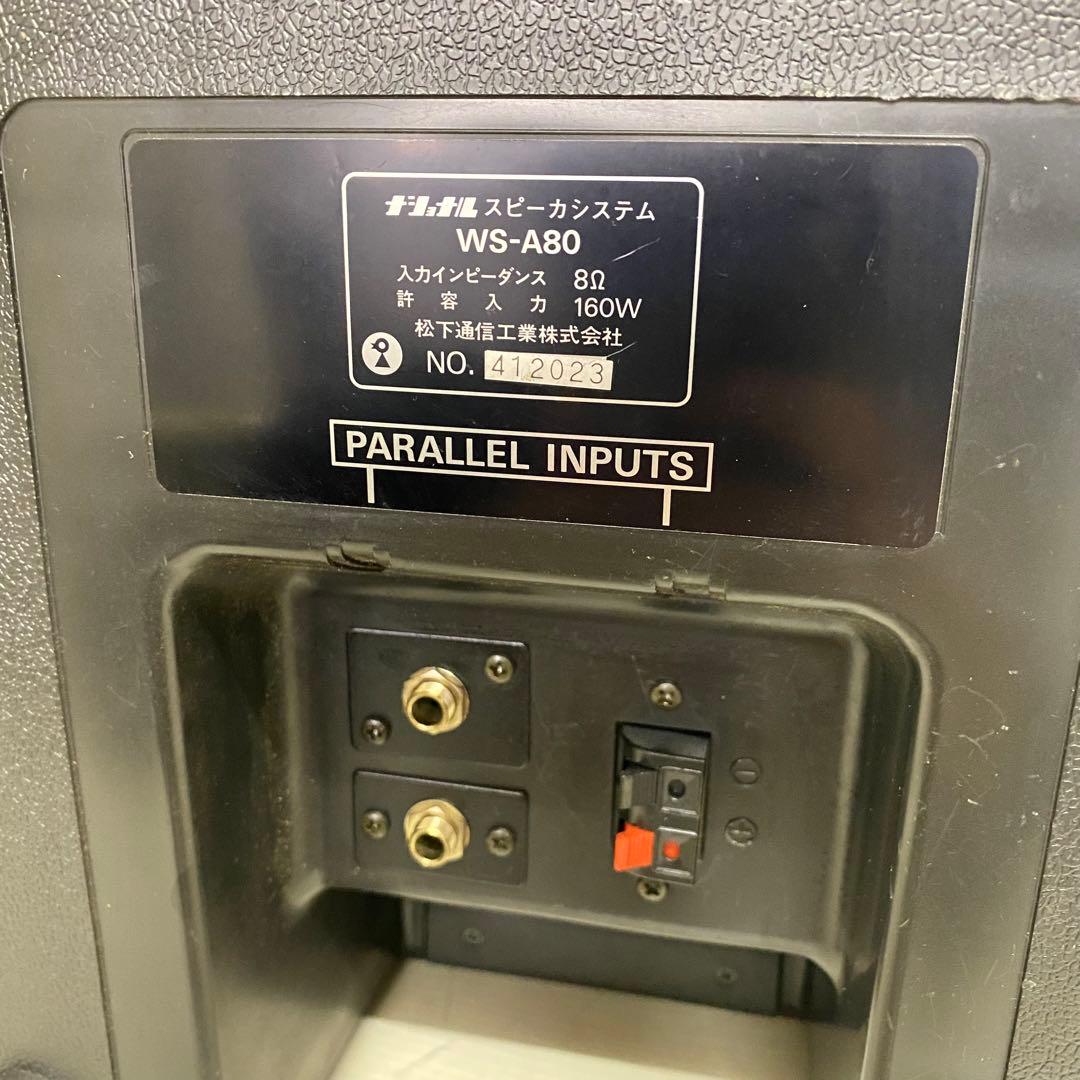 ナショナル スピーカシステム
WS-A80
入力インピーダンス 8Ω
許容入力 160W
松下通信工業株式会社
NO. 412023
PARALLEL INPUTS
⊖
⊕